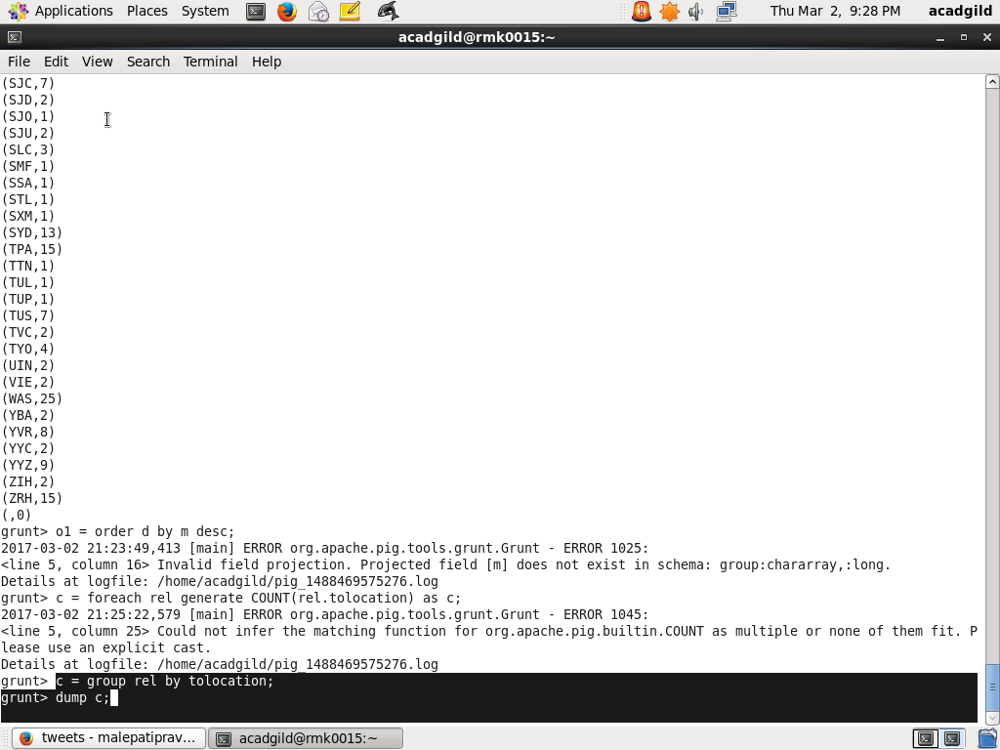 Applications Places System Thu Mar 2, 9:28 PM acadgild
acadgild@rmk0015:~
File Edit View Search Terminal Help
(SJC,7)
(SJD,2)
(SJO,1)
(SJU,2)
(SLC,3)
(SMF,1)
(SSA,1)
(STL,1)
(SXM,1)
(SYD,13)
(TPA,15)
(TTN,1)
(TUL,1)
(TUP,1)
(TUS,7)
(TVC,2)
(TYO,4)
(UIN,2)
(VIE,2)
(WAS,25)
(YBA,2)
(YVR,8)
(YYC,2)
(YYZ,9)
(ZIH,2)
(ZRH,15)
(,0)
grunt> o1 = order d by m desc;
2017-03-02 21:23:49,413 [main] ERROR org.apache.pig.tools.grunt.Grunt - ERROR 1025:
<line 5, column 16> Invalid field projection. Projected field [m] does not exist in schema: group:chararray,:long.
Details at logfile: /home/acadgild/pig_1488469575276.log
grunt> c = foreach rel generate COUNT(rel.tolocation) as c;
2017-03-02 21:25:22,579 [main] ERROR org.apache.pig.tools.grunt.Grunt - ERROR 1045:
<line 5, column 25> Could not infer the matching function for org.apache.pig.builtin.COUNT as multiple or none of them fit. P
lease use an explicit cast.
Details at logfile: /home/acadgild/pig_1488469575276.log
grunt> c = group rel by tolocation;
grunt> dump c;
tweets - malepatiprav... acadgild@rmk0015:~